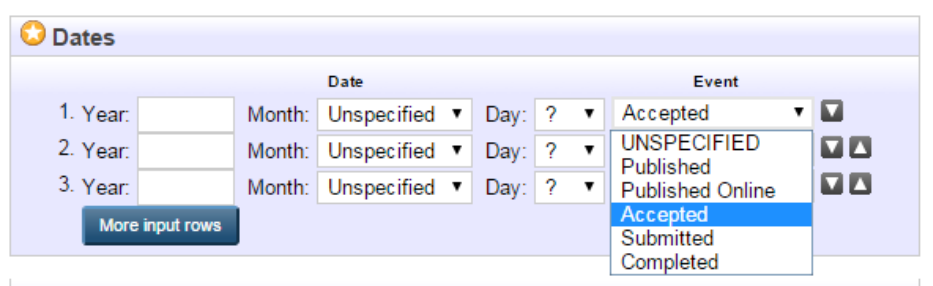 Dates
Date Event
1. Year: Month: Unspecified Day: ? Accepted
2. Year: Month: Unspecified Day: ? UNSPECIFIED
Published
3. Year: Month: Unspecified Day: ? Published Online
Accepted
More input rows
Submitted
Completed